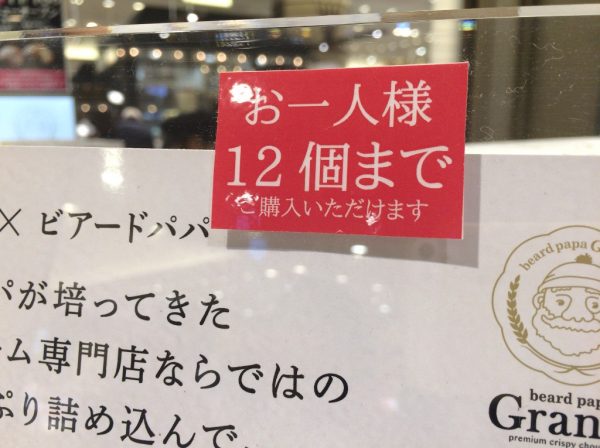 お一人様
12個まで
ご購入いただけます
× ビアードパパ
パが培ってきた
ーム専門店ならではの
ぷり詰め込んで
beard papa G
beard pap
Gran
premium crispy chou